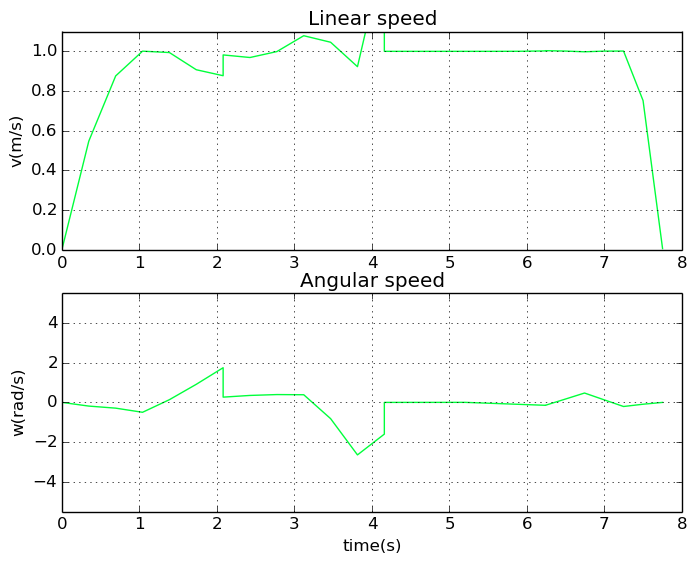 Linear speed
v(m/s)
1.0
0.8
0.6
0.4
0.2
0.0
0 1 2 3 4 5 6 7 8
Angular speed
w(rad/s)
4
2
0
−2
−4
0 1 2 3 4 5 6 7 8
time(s)